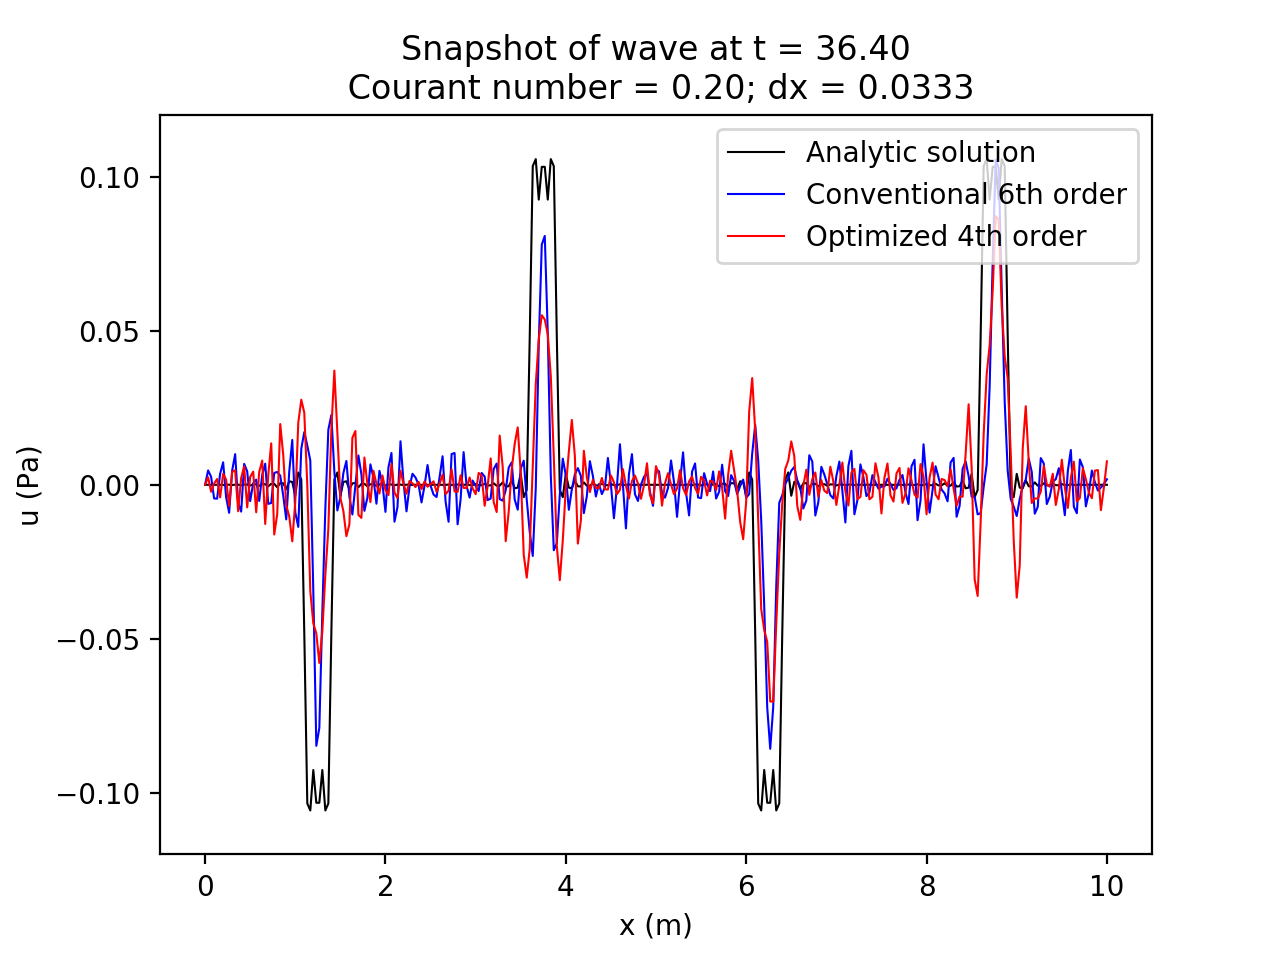 Snapshot of wave at t = 36.40
Courant number = 0.20; dx = 0.0333
Analytic solution
Conventional 6th order
Optimized 4th order
0.10
0.05
0.00
−0.05
−0.10
u (Pa)
0 2 4 6 8 10
x (m)